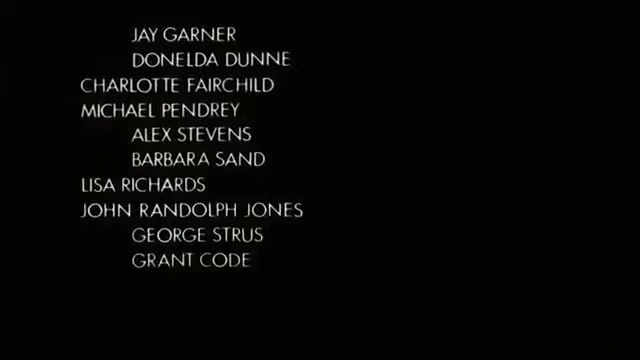 JAY GARNER
DONELDA DUNNE
CHARLOTTE FAIRCHILD
MICHAEL PENDREY
ALEX STEVENS
BARBARA SAND
LISA RICHARDS
JOHN RANDOLPH JONES
GEORGE STRUS
GRANT CODE